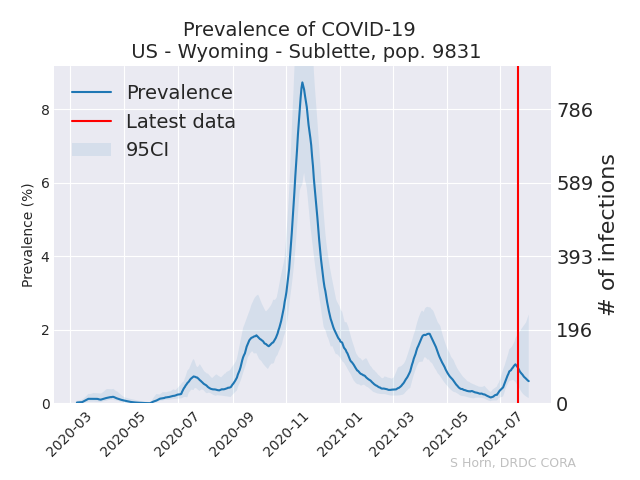 Prevalence of COVID-19
US - Wyoming - Sublette, pop. 9831
Prevalence
Latest data
95CI
Prevalence (%)
8
6
4
2
0
786
589
393
196
0
# of infections
2020-03
2020-05
2020-07
2020-09
2020-11
2021-01
2021-03
2021-05
2021-07
S Horn, DRDC CORA